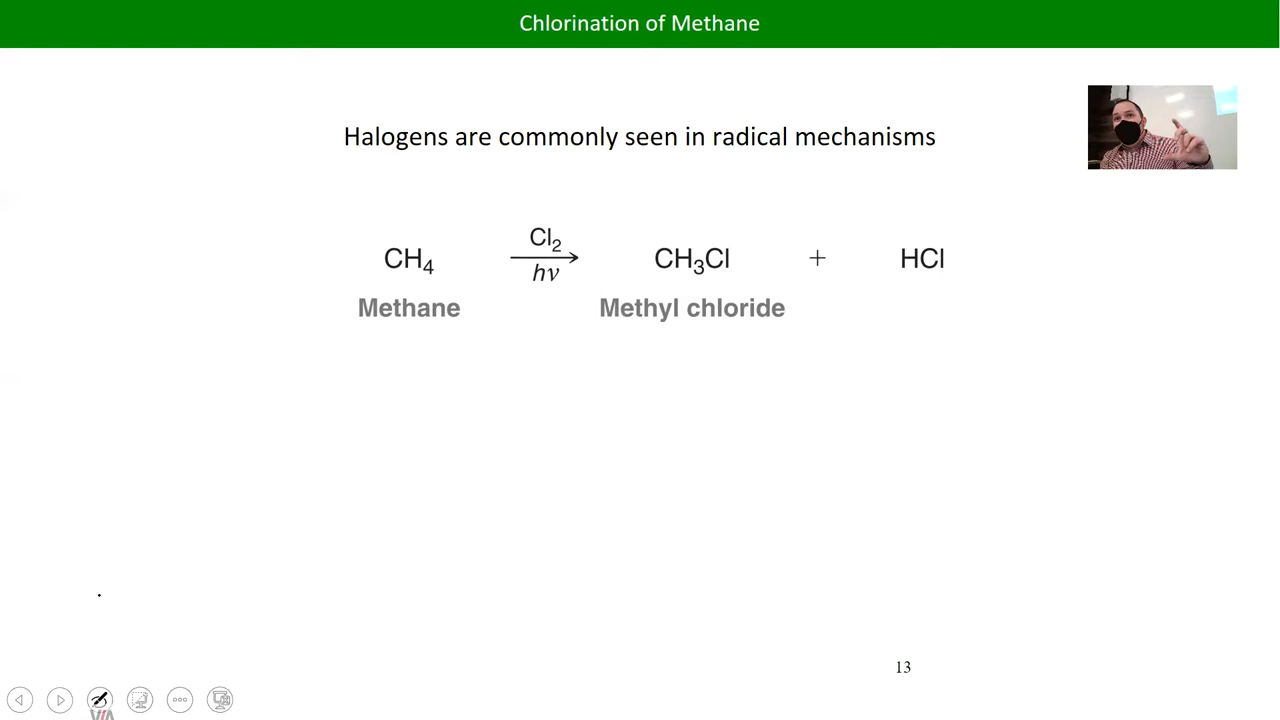 Chlorination of Methane
Halogens are commonly seen in radical mechanisms
CH₄ Cl₂ hν CH₃Cl + HCl
Methane Methyl chloride
13